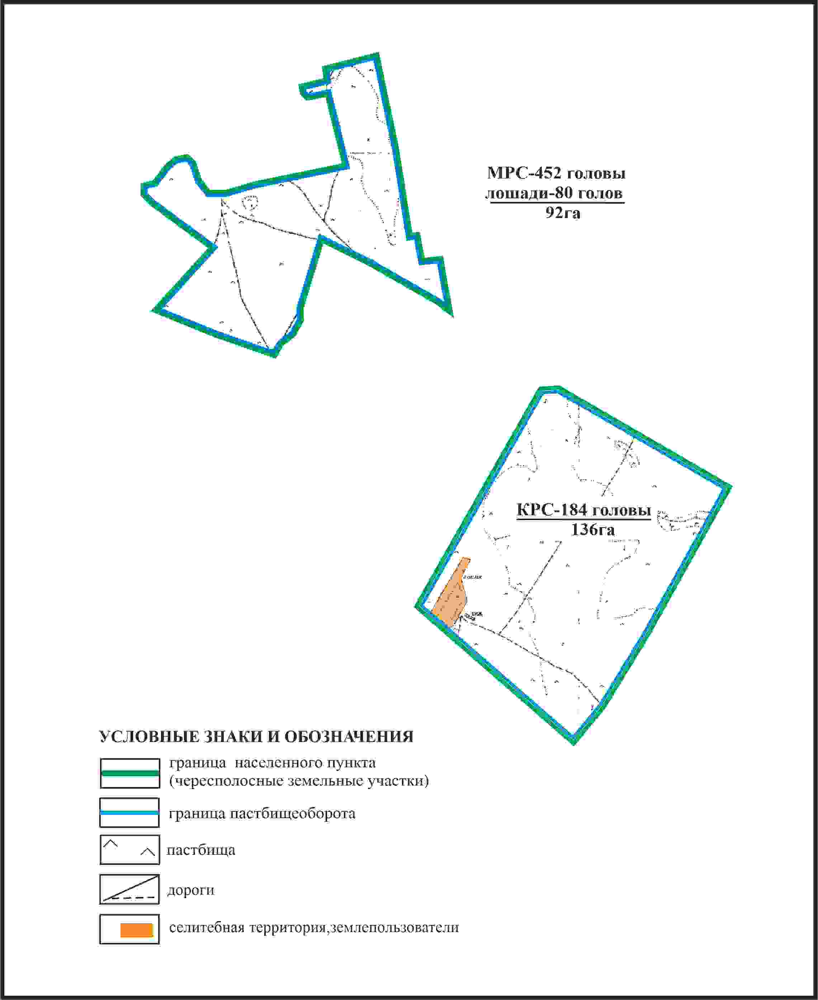 МРС-452 головы
лошади-80 голов
92га
КРС-184 головы
136га
УСЛОВНЫЕ ЗНАКИ И ОБОЗНАЧЕНИЯ
граница населенного пункта
(чересполосные земельные участки)
граница пастбищеоборота
пастбища
дороги
селитебная территория,землепользователи